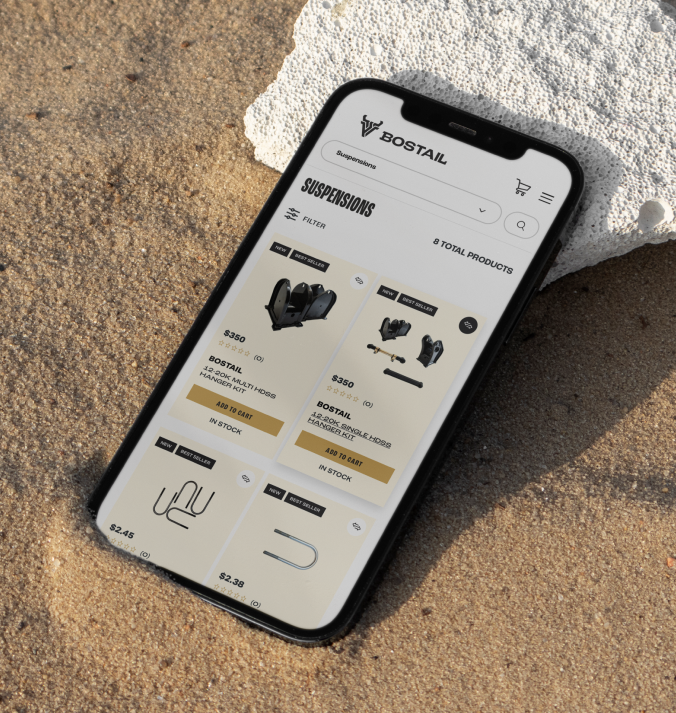 BOSTAIL
Suspensions
SUSPENSIONS
FILTER
8 TOTAL PRODUCTS
NEW BEST SELLER
$350
(0)
BOSTAIL
12-20K MULTI HDSS
HANGER KIT
ADD TO CART
IN STOCK
NEW BEST SELLER
$350
(0)
BOSTAIL
12-20K SINGLE HDSS
HANGER KIT
ADD TO CART
IN STOCK
NEW BEST SELLER
$2.45
(0)
NEW BEST SELLER
$2.38
(0)